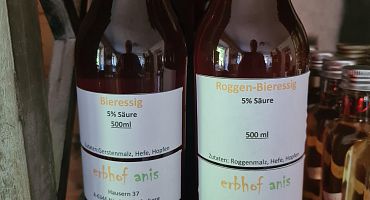 Bieressig
5% Säure
500ml
Zutaten:Gerstenmalz, Hefe, Hopfen
erbhof anis
Hausern 37
Roggen-Bieressig
5% Säure
500 ml
Zutaten: Roggenmalz, Hefe, Hopfen
erbhof anis